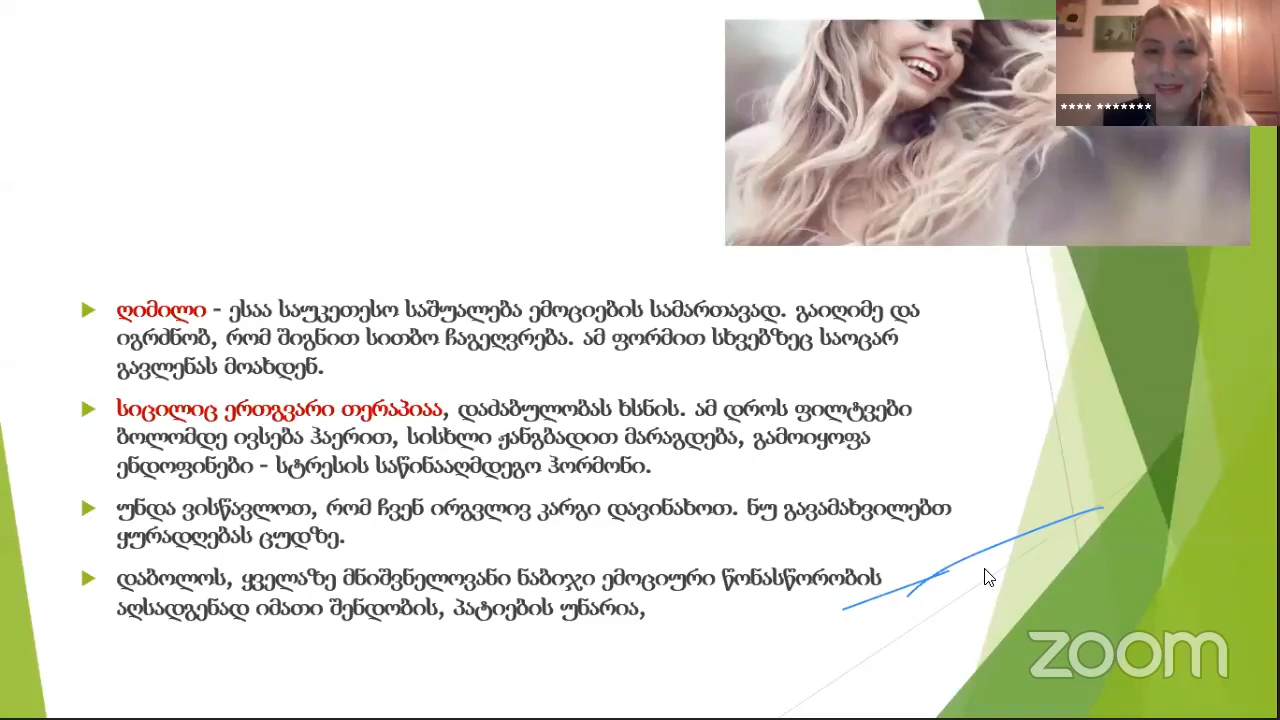 **** *******
ღიმილი - ესაა საუკეთესო საშუალება ემოციების სამართავად. გაიღიმე და
იგრძნობ, რომ შიგნით სითბო ჩაგეღვრება. ამ ფორმით სხვებზეც საოცარ
გავლენას მოახდენ.
სიცილიც ერთგვარი თერაპიაა, დაძაბულობას ხსნის. ამ დროს ფილტვები
ბოლომდე ივსება ჰაერით, სისხლი ჟანგბადით მარაგდება, გამოიყოფა
ენდოფინები - სტრესის საწინააღმდეგო ჰორმონი.
უნდა ვისწავლოთ, რომ ჩვენ ირგვლივ კარგი დავინახოთ. ნუ გავამახვილებთ
ყურადღებას ცუდზე.
დაბოლოს, ყველაზე მნიშვნელოვანი ნაბიჯი ემოციური წონასწორობის
აღსადგენად იმათი შენდობის, პატიების უნარია,
zoom